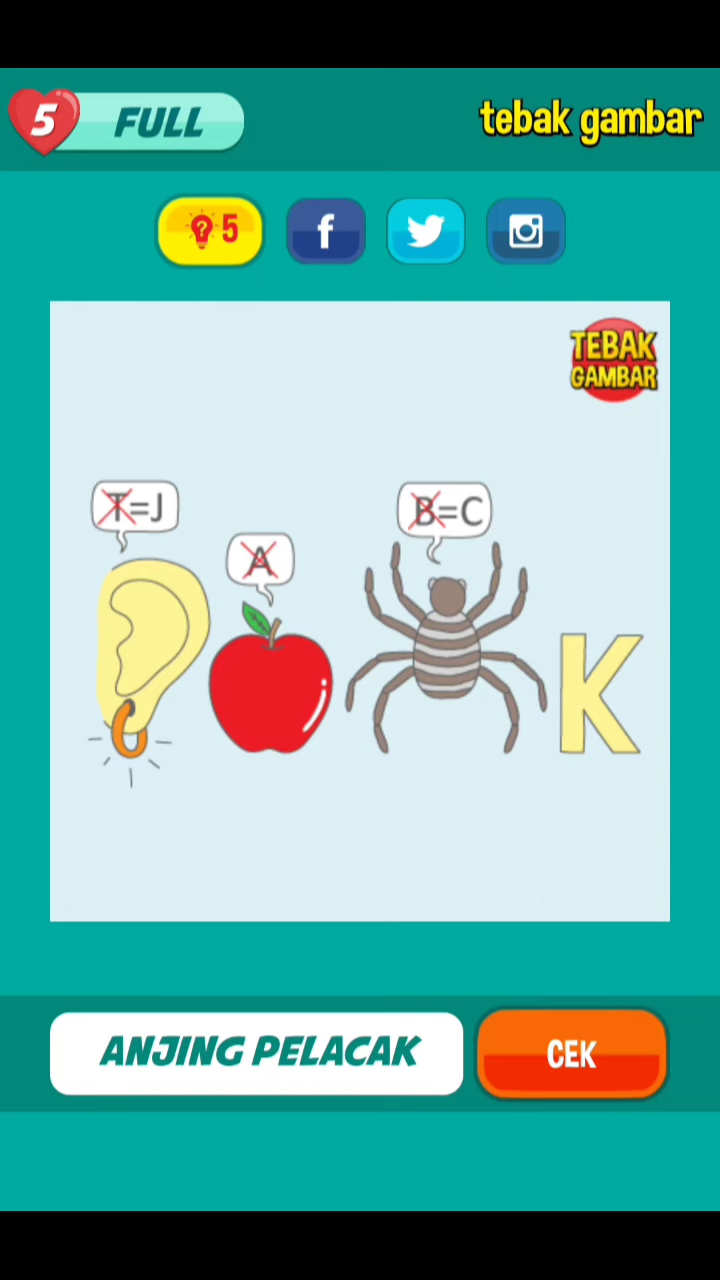 5 FULL
tebak gambar
? 5
f
TEBAK
GAMBAR
T=J
A
B=C
K
ANJING PELACAK
CEK